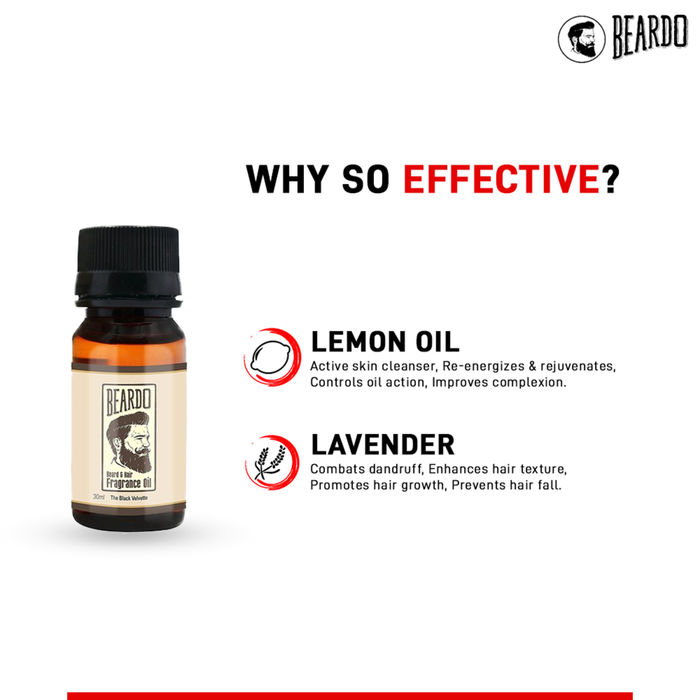 BEARDO
WHY SO EFFECTIVE?
LEMON OIL
Active skin cleanser, Re-energizes & rejuvenates,
Controls oil action, Improves complexion.
LAVENDER
Combats dandruff, Enhances hair texture,
Promotes hair growth, Prevents hair fall.
BEARDO
Beard & Hair
Fragrance Oil
30ml The Black Velvette